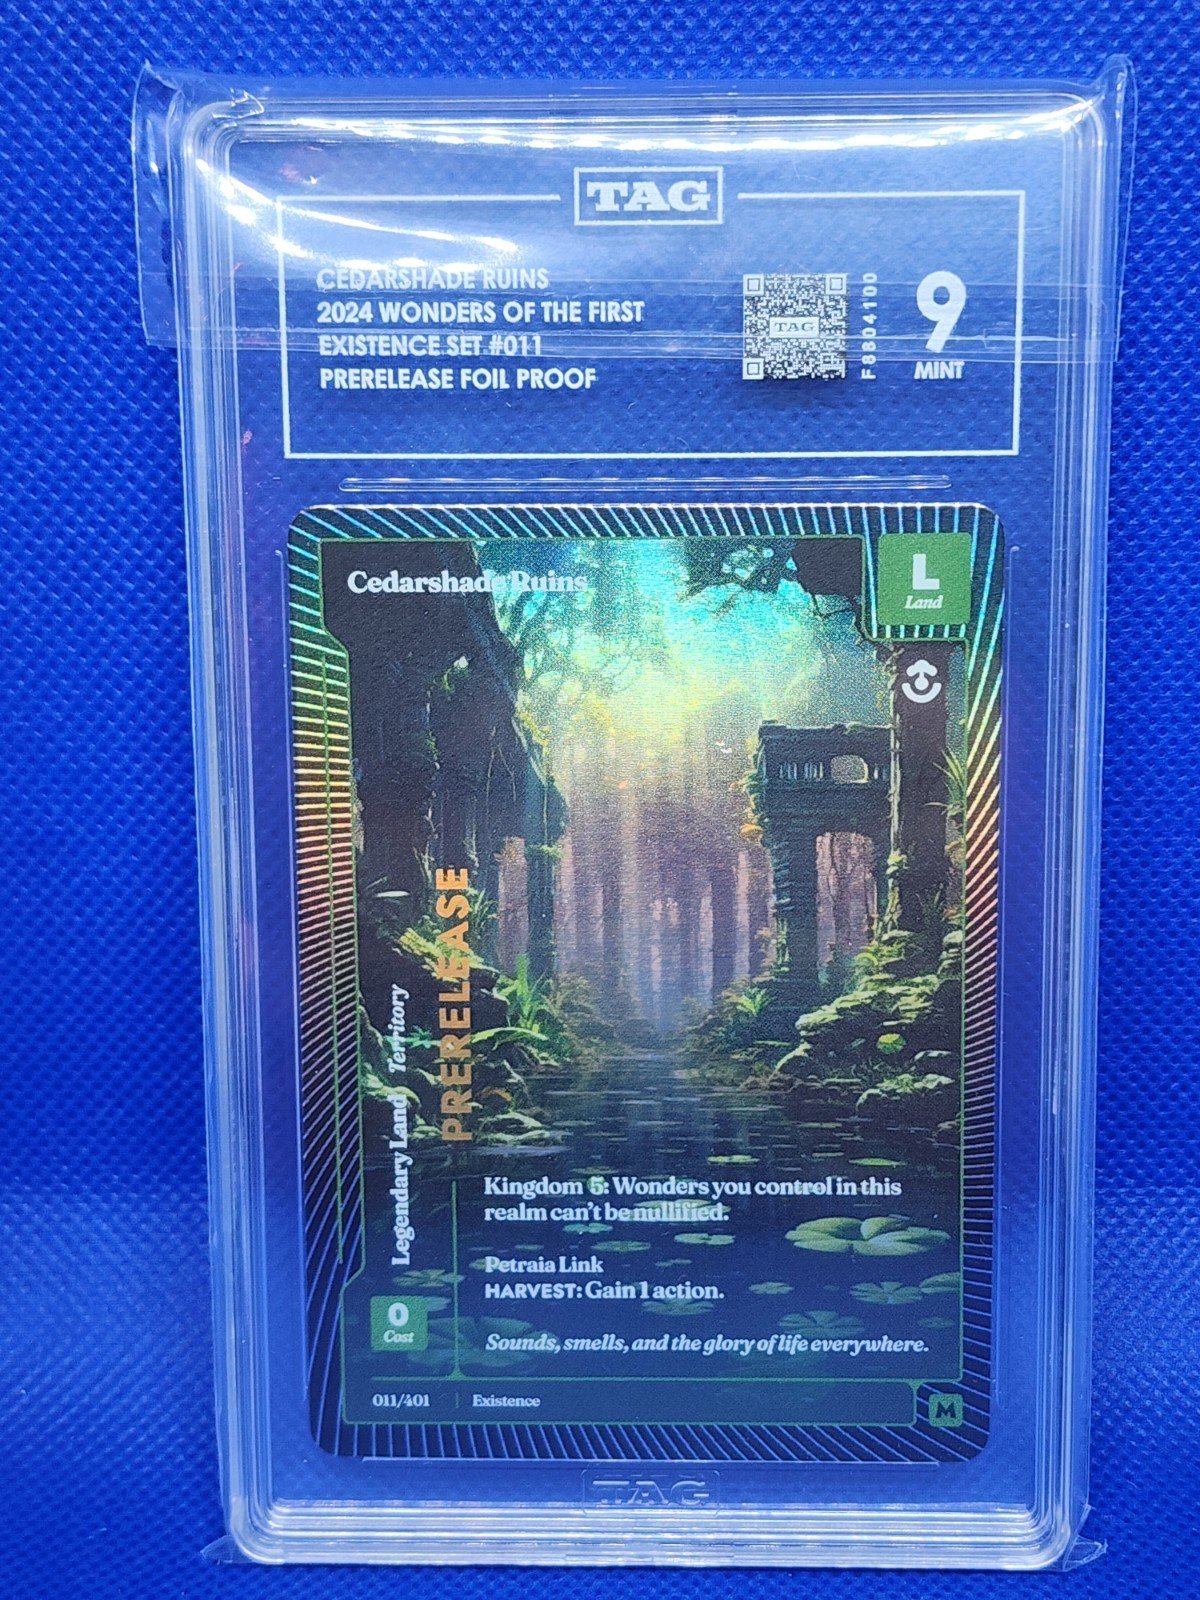 TAG
CEDARSHADE RUINS
2024 WONDERS OF THE FIRST
EXISTENCE SET #011
PRERELEASE FOIL PROOF
TAG
F8804100
9
MINT
Cedarshade Ruins
L
Land
PRERELEASE
Legendary Land Territory
Kingdom 5: Wonders you control in this
realm can't be nullified.
Petraia Link
HARVEST: Gain 1 action.
0
Cost
Sounds, smells, and the glory of life everywhere.
011/401 | Existence
M
TAG